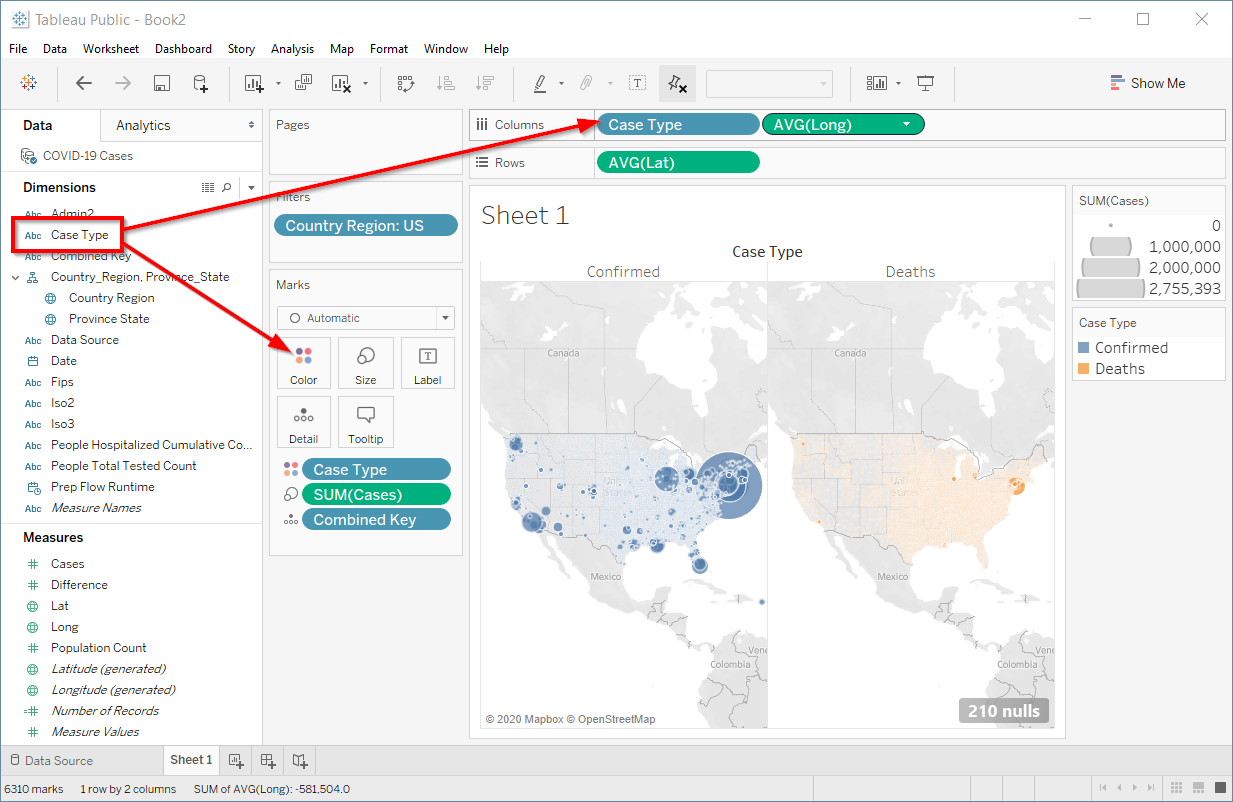 Tableau Public - Book2
File Data Worksheet Dashboard Story Analysis Map Format Window Help
Show Me
Data
Analytics
COVID-19 Cases
Dimensions
Abc Admin2
Abc Case Type
Abc Combined Key
Country_Region, Province_State
Country Region
Province State
Abc Data Source
Date
Abc Fips
Abc Iso2
Abc Iso3
Abc People Hospitalized Cumulative Co...
Abc People Total Tested Count
Prep Flow Runtime
Abc Measure Names
Measures
# Cases
# Difference
Lat
Long
# Population Count
Latitude (generated)
Longitude (generated)
=# Number of Records
# Measure Values
Pages
Filters
Country Region: US
Marks
Automatic
Color
Size
T
Label
Detail
Tooltip
Case Type
SUM(Cases)
Combined Key
Columns
Case Type
AVG(Long)
Rows
AVG(Lat)
Sheet 1
Case Type
Confirmed
Deaths
Canada
United
States
Mexico
Vene
Colombia
© 2020 Mapbox © OpenStreetMap
Canada
United
States
Mexico
Vene
Colombia
210 nulls
SUM(Cases)
0
1,000,000
2,000,000
2,755,393
Case Type
Confirmed
Deaths
Data Source
Sheet 1
6310 marks
1 row by 2 columns
SUM of AVG(Long): -581,504.0